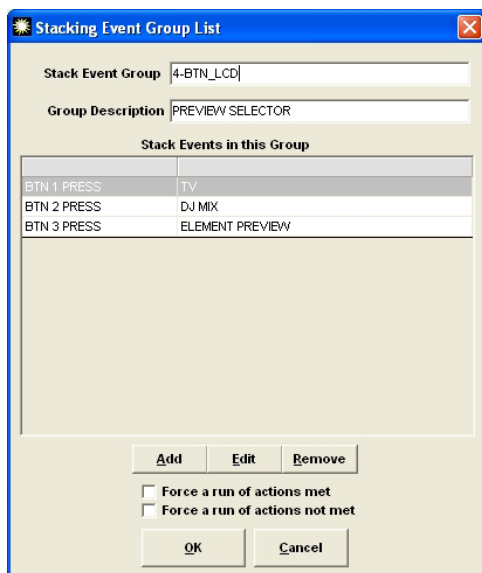 Stacking Event Group List
Stack Event Group 4-BTN_LCD
Group Description PREVIEW SELECTOR
Stack Events in this Group
BTN 1 PRESS TV
BTN 2 PRESS DJ MIX
BTN 3 PRESS ELEMENT PREVIEW
Add Edit Remove
Force a run of actions met
Force a run of actions not met
OK Cancel